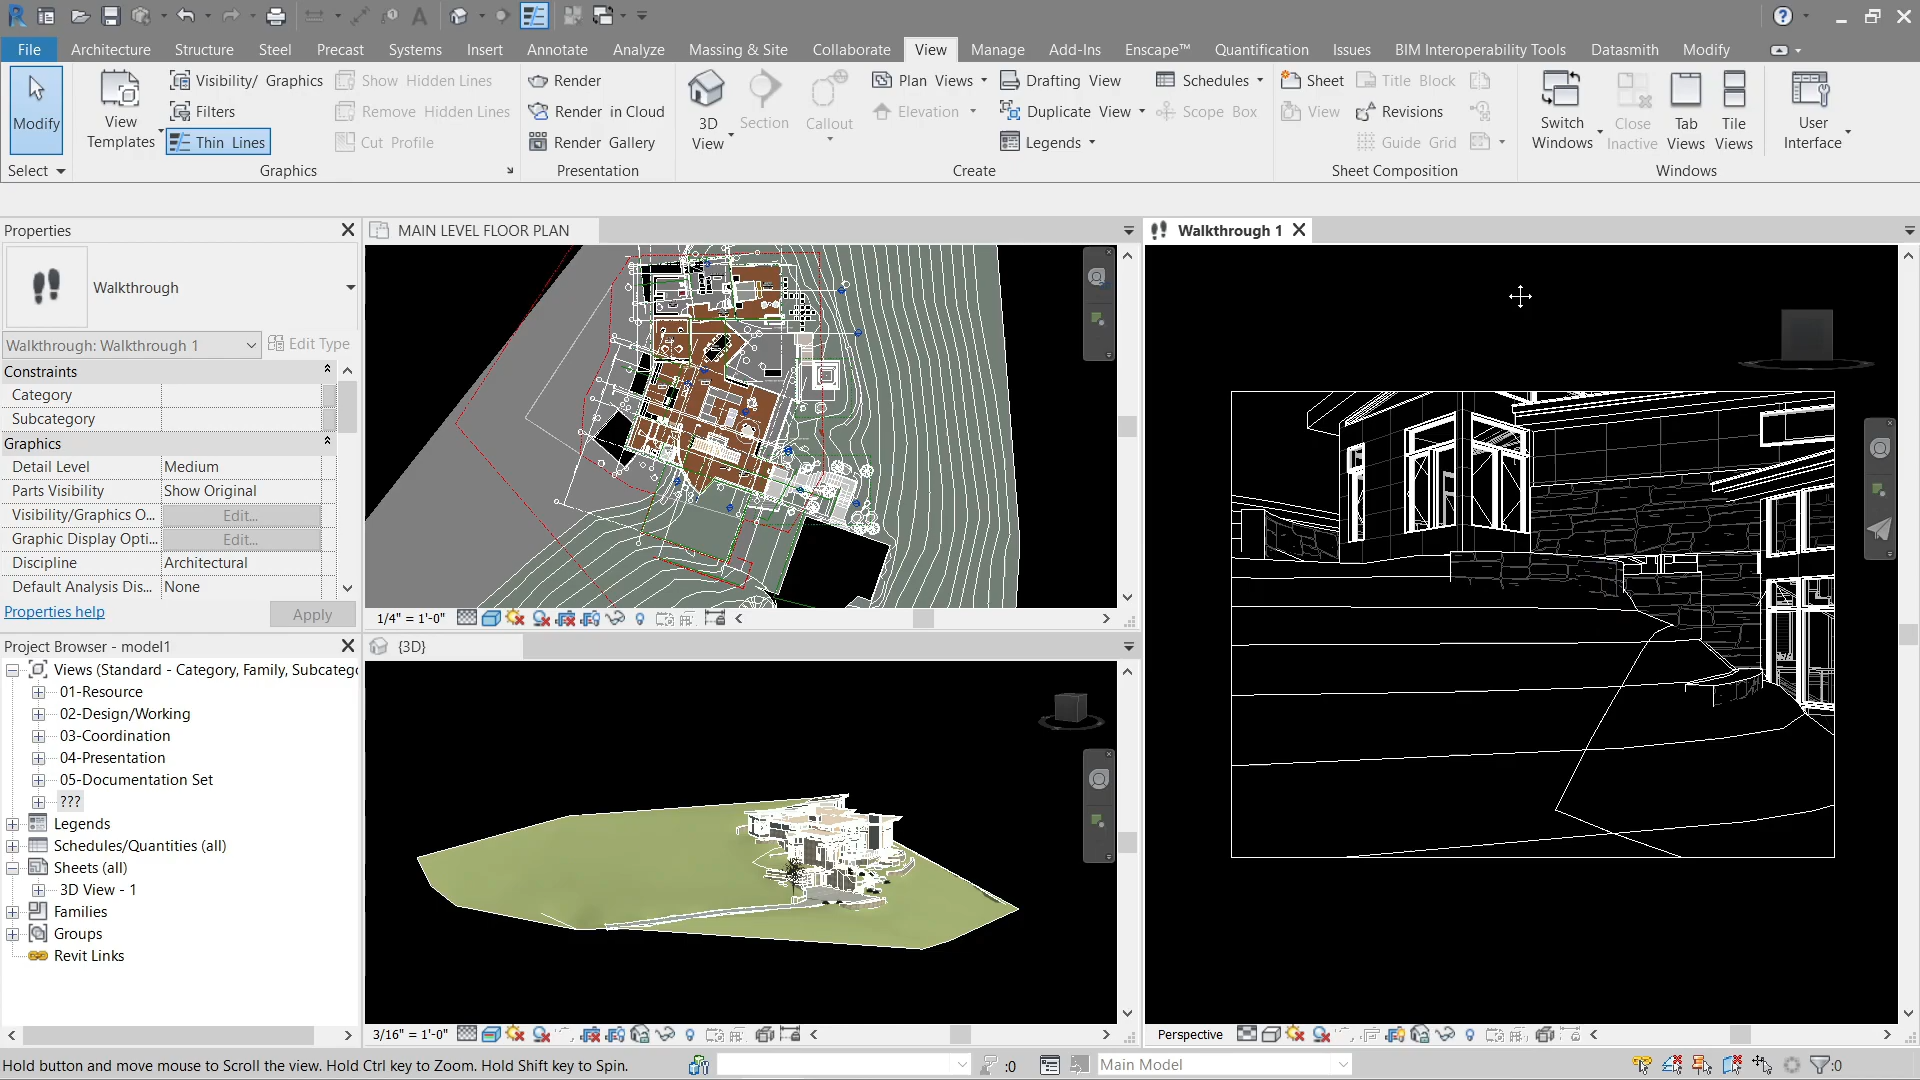 File Architecture Structure Steel Precast Systems Insert Annotate Analyze Massing & Site Collaborate View Manage Add-Ins Enscape™ Quantification Issues BIM Interoperability Tools Datasmith Modify
Modify
Select
View Templates
Visibility/ Graphics
Filters
Thin Lines
Show Hidden Lines
Remove Hidden Lines
Cut Profile
Graphics
Render
Render in Cloud
Render Gallery
Presentation
3D View
Section
Callout
Plan Views
Elevation
Drafting View
Duplicate View
Legends
Schedules
Scope Box
Create
Sheet
View
Title Block
Revisions
Guide Grid
Sheet Composition
Switch Windows
Close Inactive
Tab Views
Tile Views
Windows
User Interface
Properties
Walkthrough
Walkthrough: Walkthrough 1
Edit Type
Constraints
Category
Subcategory
Graphics
Detail Level Medium
Parts Visibility Show Original
Visibility/Graphics O... Edit...
Graphic Display Opti... Edit...
Discipline Architectural
Default Analysis Dis... None
Properties help Apply
Project Browser - model1
Views (Standard - Category, Family, Subcatego
01-Resource
02-Design/Working
03-Coordination
04-Presentation
05-Documentation Set
???
Legends
Schedules/Quantities (all)
Sheets (all)
3D View - 1
Families
Groups
Revit Links
MAIN LEVEL FLOOR PLAN
1/4" = 1'-0"
{3D}
3/16" = 1'-0"
Walkthrough 1
Perspective
Hold button and move mouse to Scroll the view. Hold Ctrl key to Zoom. Hold Shift key to Spin.
:0
Main Model
:0